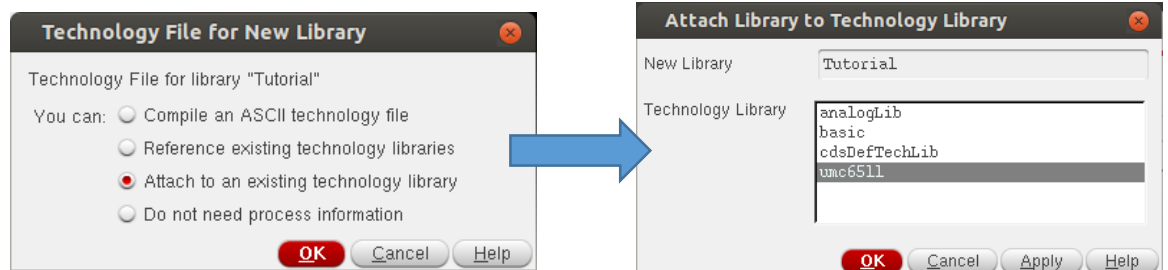 Technology File for New Library
Technology File for library "Tutorial"
You can: Compile an ASCII technology file
Reference existing technology libraries
Attach to an existing technology library
Do not need process information
OK Cancel Help
Attach Library to Technology Library
New Library Tutorial
Technology Library
analogLib
basic
cdsDefTechLib
umc65ll
OK Cancel Apply Help